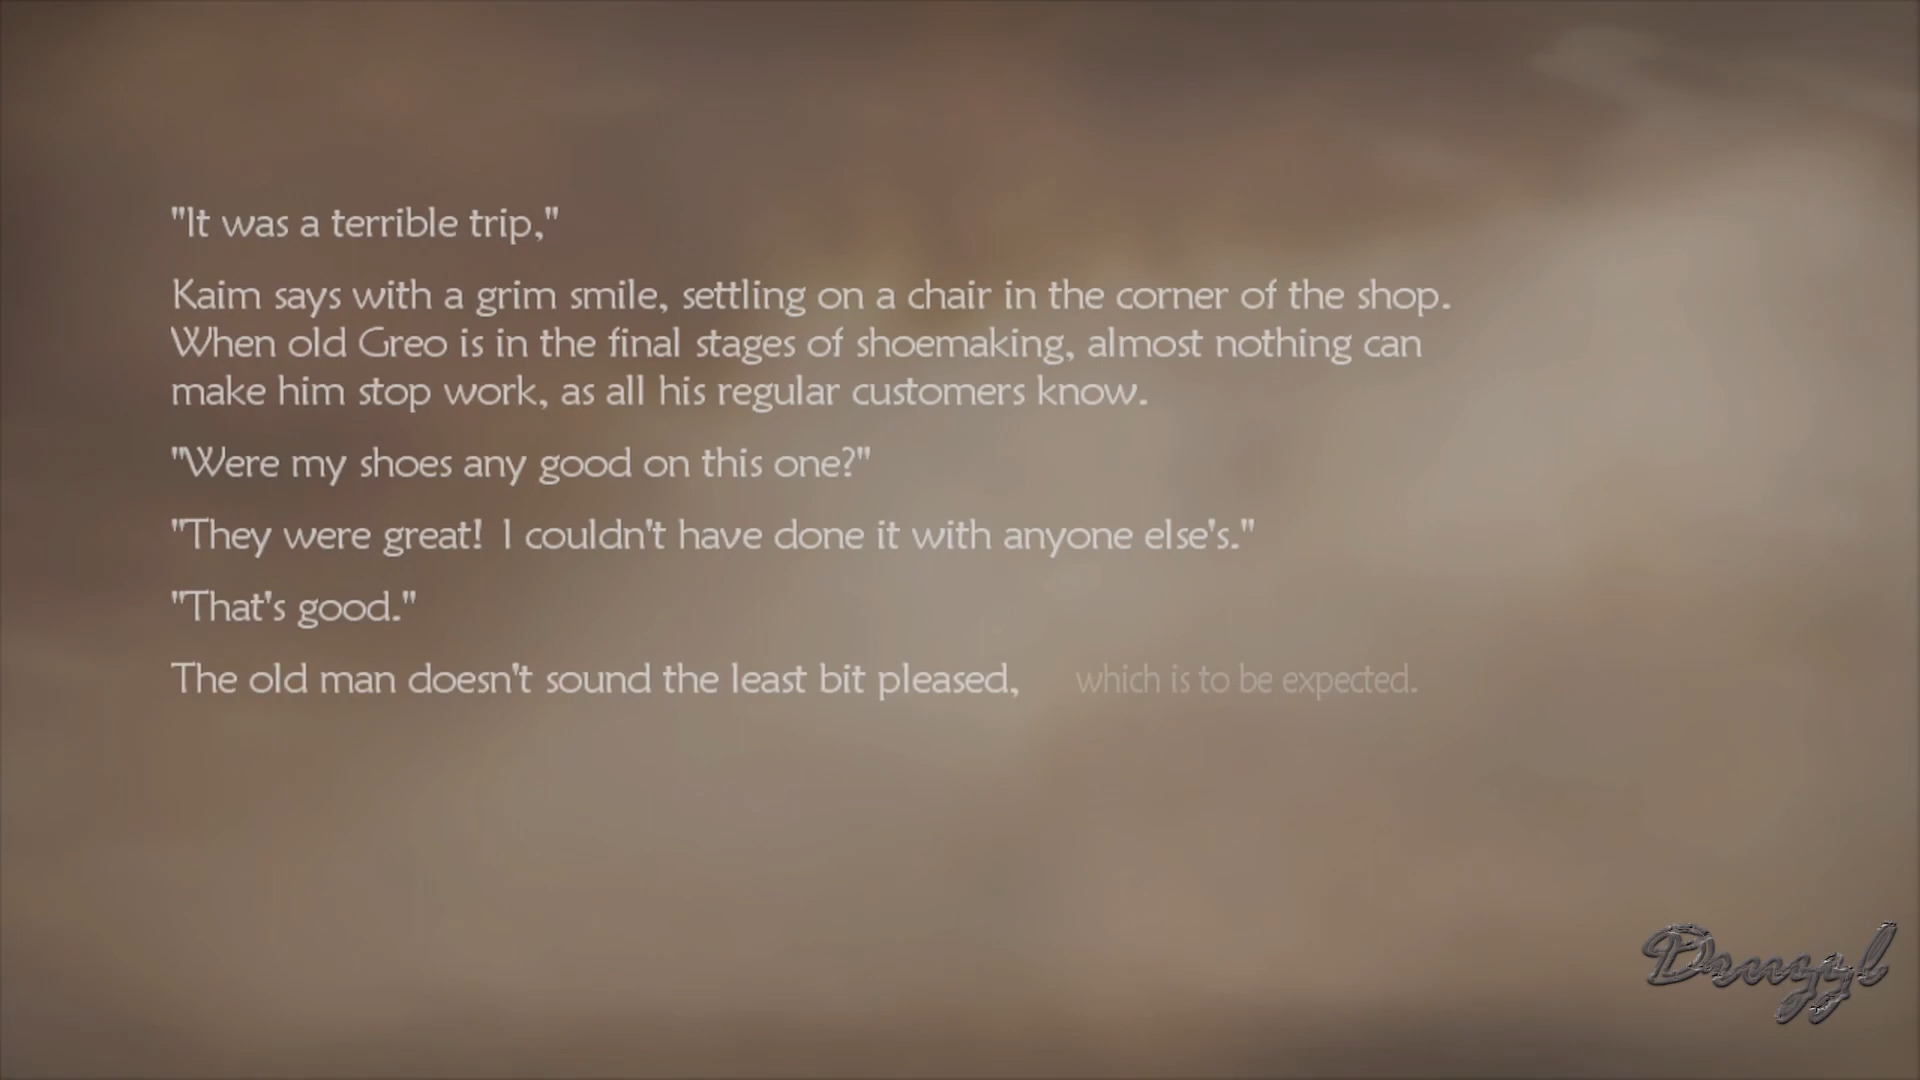 "It was a terrible trip,"
Kaim says with a grim smile, settling on a chair in the corner of the shop.
When old Greo is in the final stages of shoemaking, almost nothing can
make him stop work, as all his regular customers know.
"Were my shoes any good on this one?"
"They were great! I couldn't have done it with anyone else's."
"That's good."
The old man doesn't sound the least bit pleased, which is to be expected.